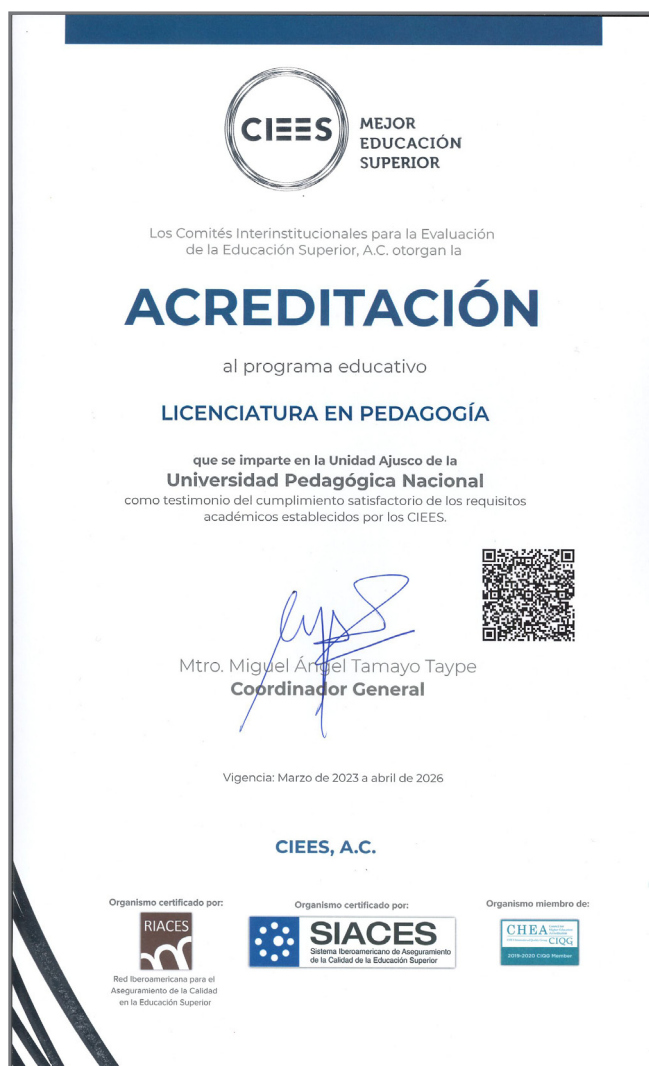 CIEES
MEJOR
EDUCACIÓN
SUPERIOR
Los Comités Interinstitucionales para la Evaluación
de la Educación Superior, A.C. otorgan la
ACREDITACIÓN
al programa educativo
LICENCIATURA EN PEDAGOGÍA
que se imparte en la Unidad Ajusco de la
Universidad Pedagógica Nacional
como testimonio del cumplimiento satisfactorio de los requisitos
académicos establecidos por los CIEES.
Mtro. Miguel Ángel Tamayo Taype
Coordinador General
Vigencia: Marzo de 2023 a abril de 2026
CIEES, A.C.
Organismo certificado por:
RIACES
Red Iberoamericana para el
Aseguramiento de la Calidad
en la Educación Superior
Organismo certificado por:
SIACES
Sistema Iberoamericano de Aseguramiento
de la Calidad de la Educación Superior
Organismo miembro de:
CHEA
CIQG
2019-2020 CIQG Member